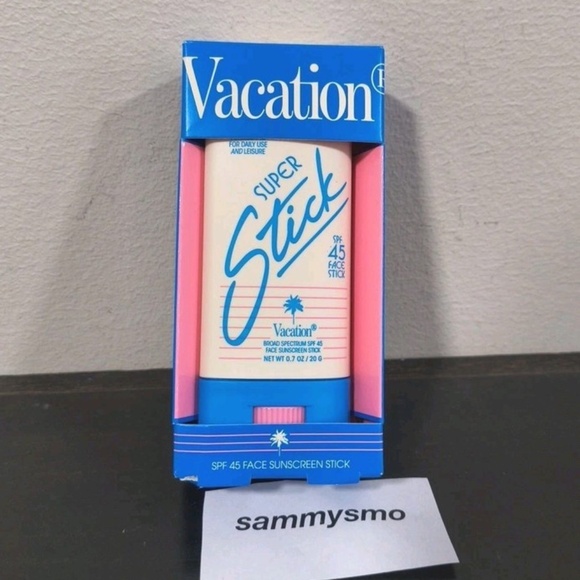 Vacation®
FOR DAILY USE
AND LEISURE
SUPER
Stick
SPF
45
FACE
STICK
Vacation®
BROAD SPECTRUM SPF 45
FACE SUNSCREEN STICK
NET WT 0.7 OZ / 20 G
SPF 45 FACE SUNSCREEN STICK
sammysmo